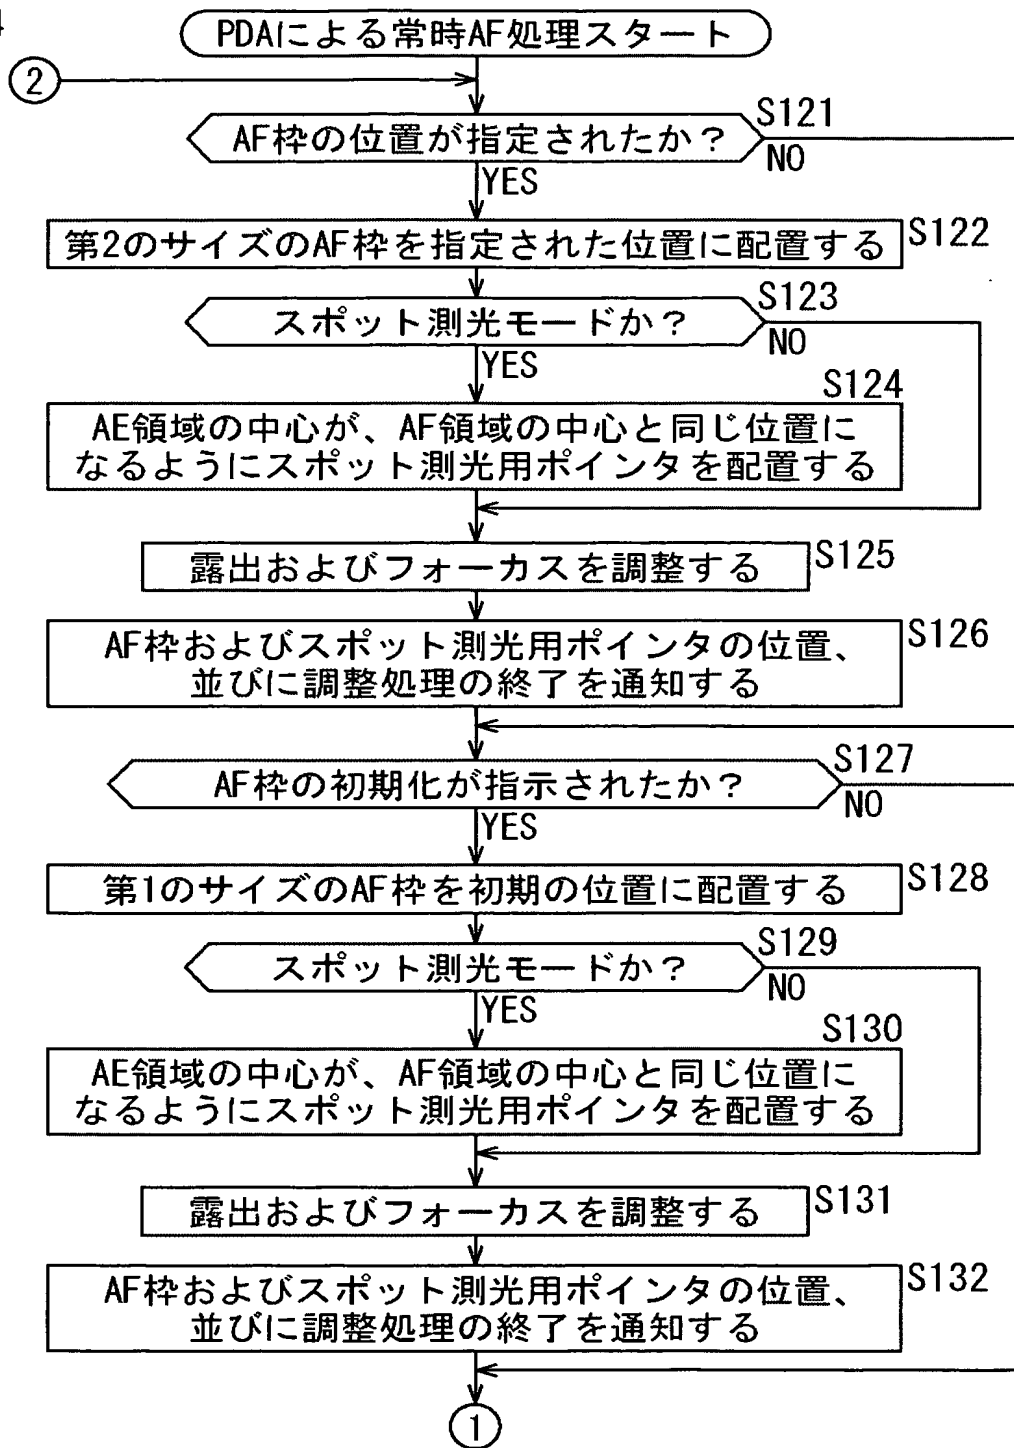 4
PDAによる常時AF処理スタート
2
S121
AF枠の位置が指定されたか？
NO
YES
第2のサイズのAF枠を指定された位置に配置する
S122
S123
スポット測光モードか？
NO
YES
S124
AE領域の中心が、AF領域の中心と同じ位置に
なるようにスポット測光用ポインタを配置する
露出およびフォーカスを調整する
S125
AF枠およびスポット測光用ポインタの位置、
並びに調整処理の終了を通知する
S126
S127
AF枠の初期化が指示されたか？
NO
YES
第1のサイズのAF枠を初期の位置に配置する
S128
S129
スポット測光モードか？
NO
YES
S130
AE領域の中心が、AF領域の中心と同じ位置に
なるようにスポット測光用ポインタを配置する
露出およびフォーカスを調整する
S131
AF枠およびスポット測光用ポインタの位置、
並びに調整処理の終了を通知する
S132
1